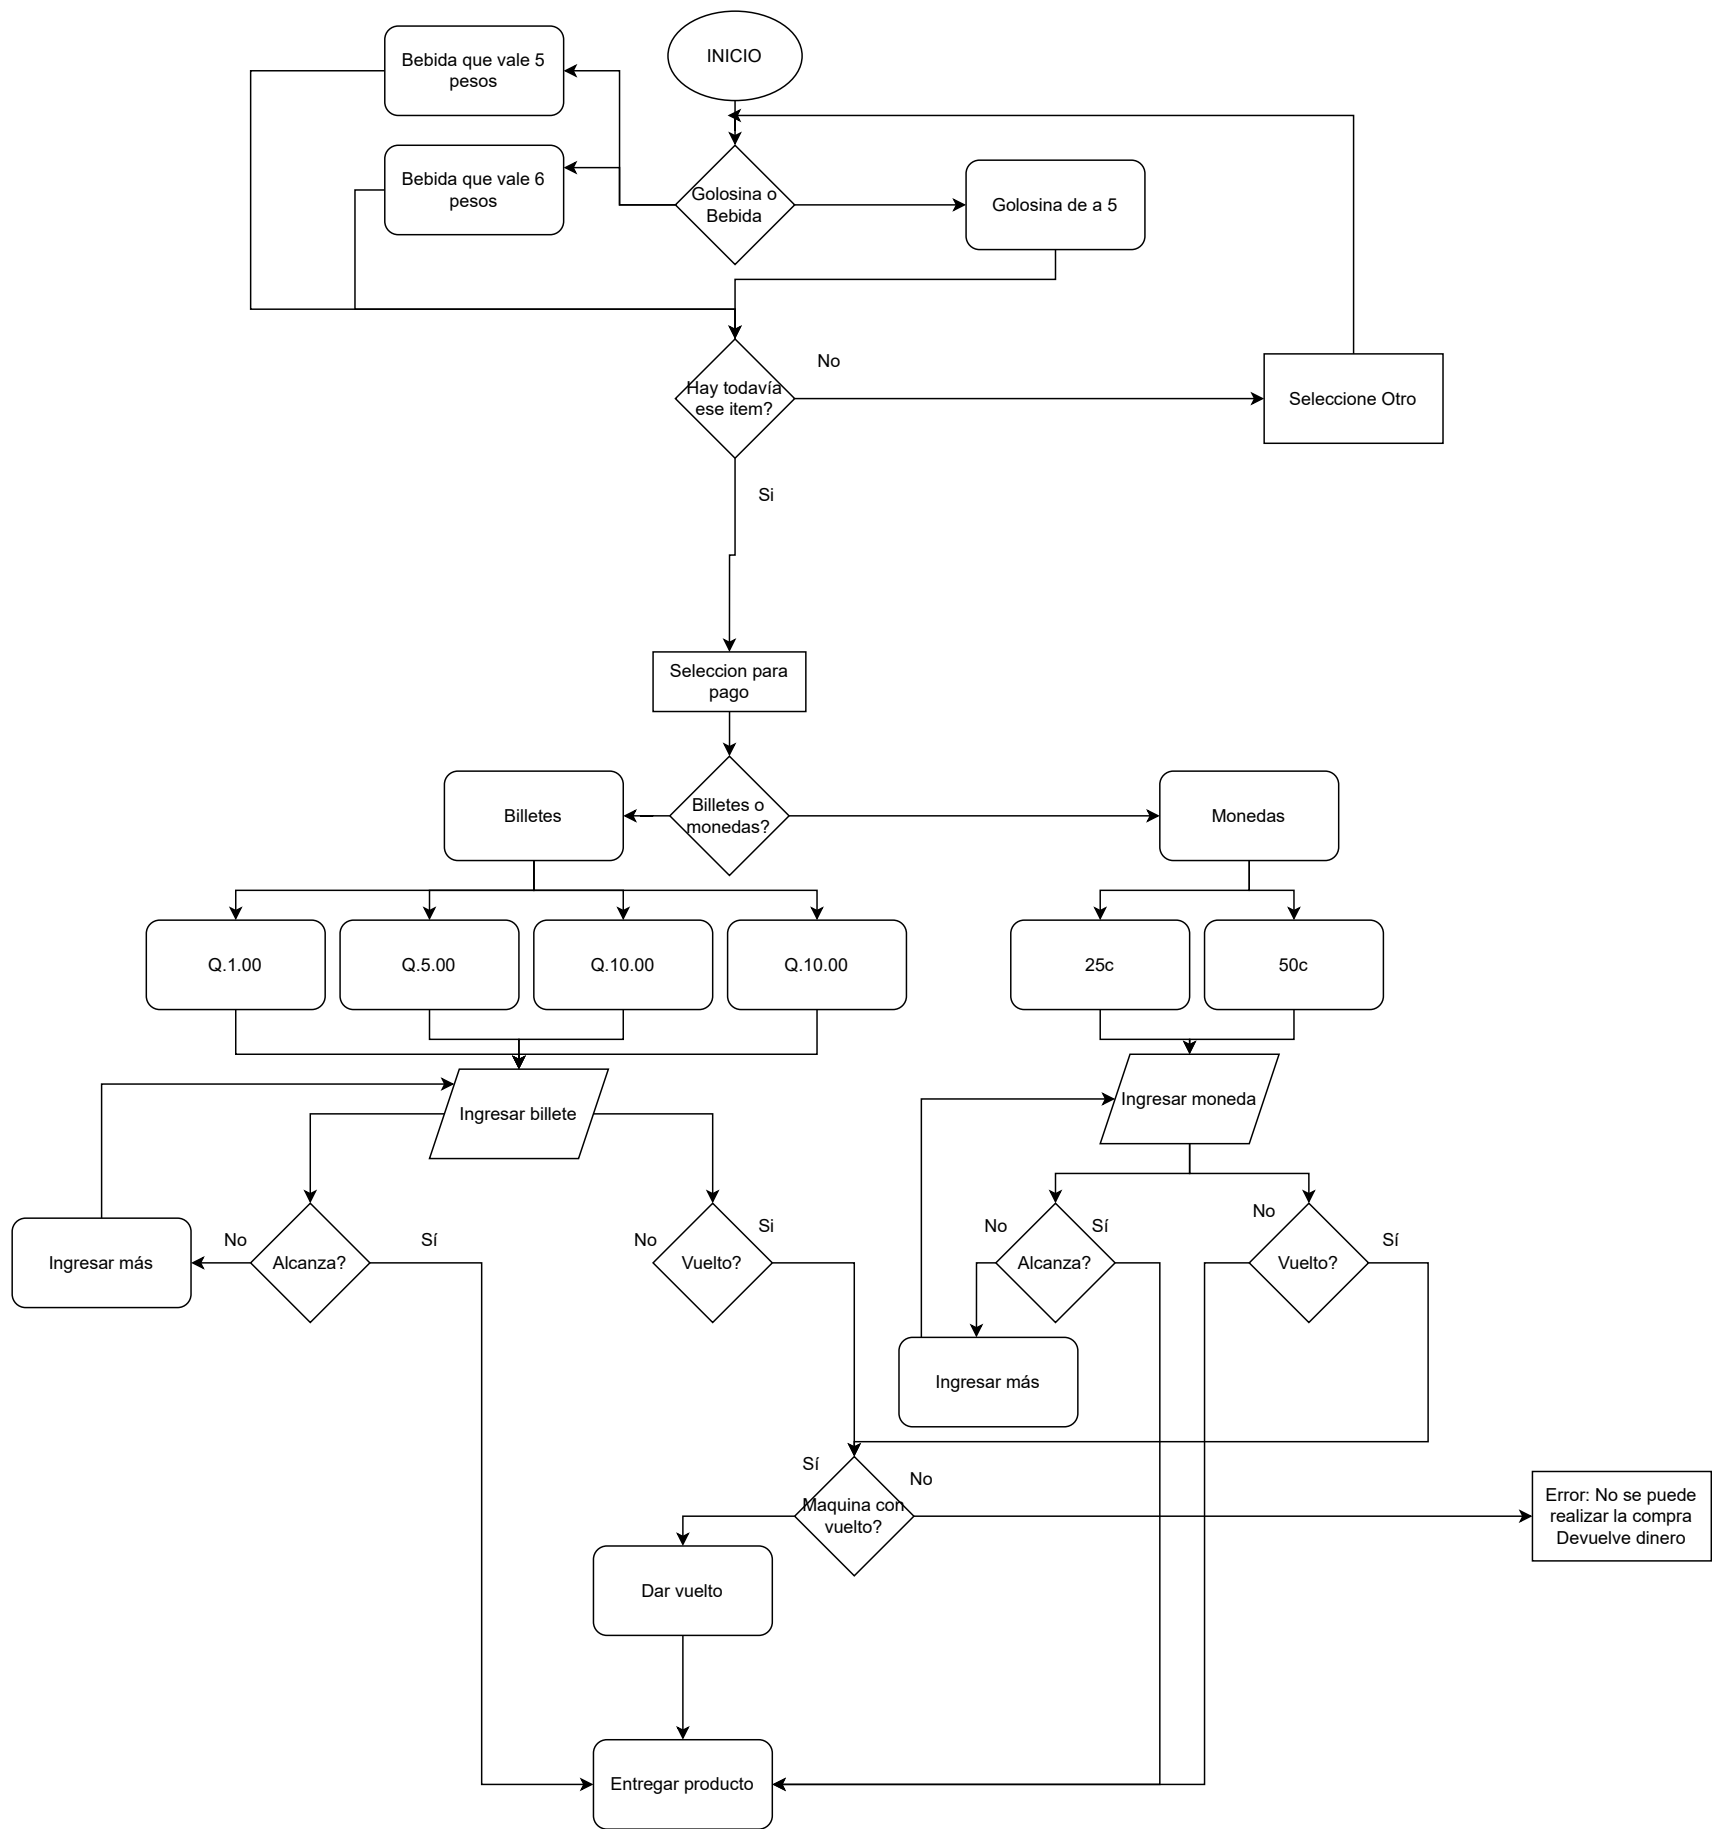 INICIO
Bebida que vale 5
pesos
Bebida que vale 6
pesos
Golosina o
Bebida
Golosina de a 5
No
Hay todavía
ese item?
Seleccione Otro
Si
Seleccion para
pago
Billetes
Billetes o
monedas?
Monedas
Q.1.00
Q.5.00
Q.10.00
Q.10.00
25c
50c
Ingresar billete
Ingresar moneda
Ingresar más
No
Alcanza?
Sí
No
Vuelto?
Si
No
Alcanza?
Sí
No
Vuelto?
Sí
Ingresar más
Sí
Maquina con
vuelto?
No
Error: No se puede
realizar la compra
Devuelve dinero
Dar vuelto
Entregar producto